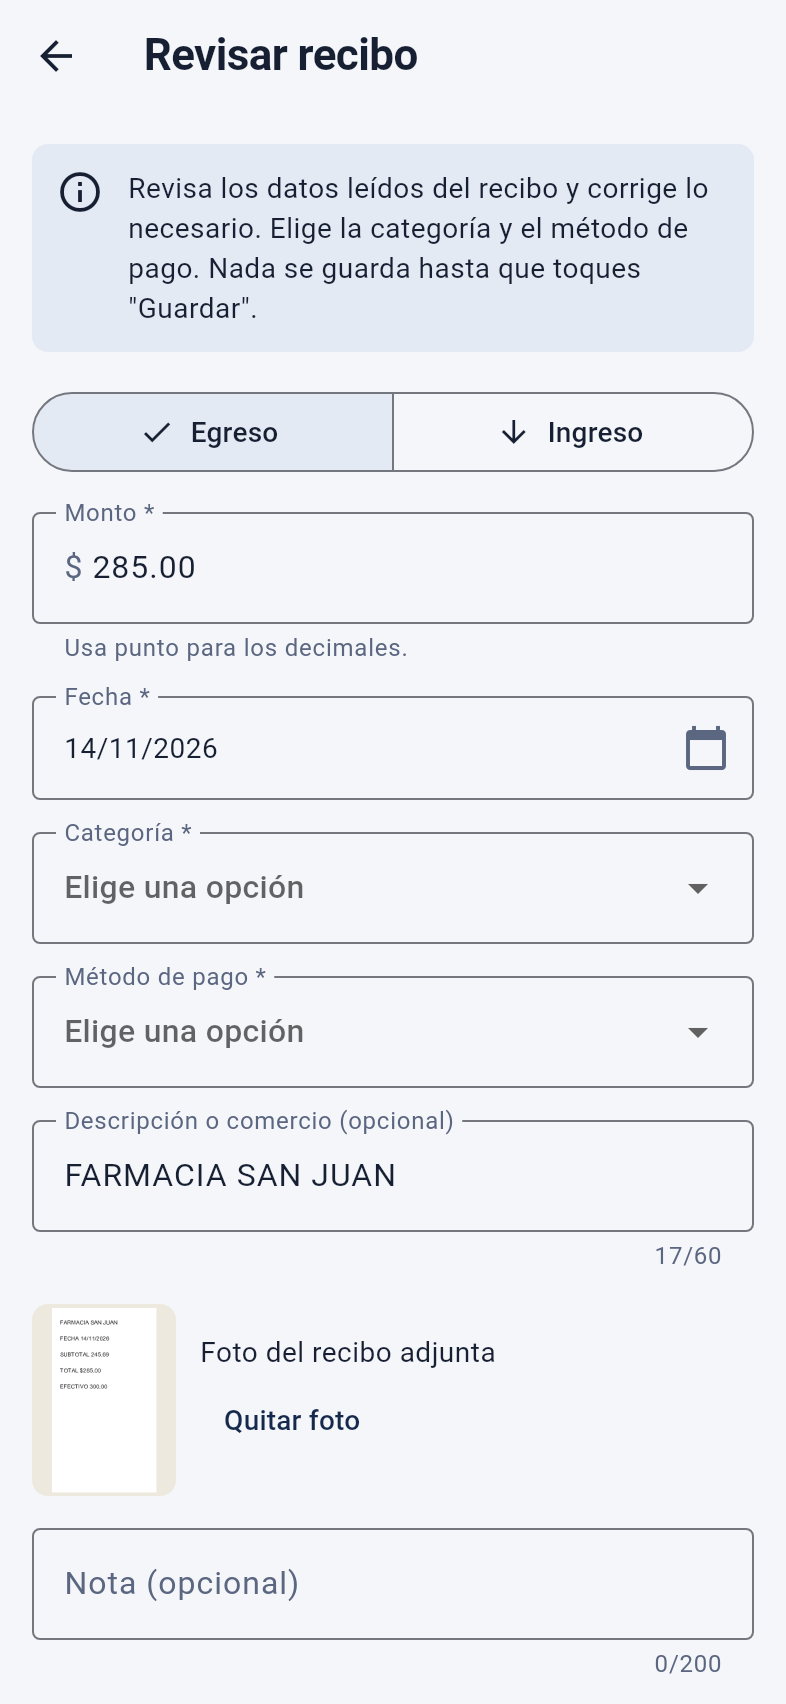 Revisar recibo
Revisa los datos leídos del recibo y corrige lo
necesario. Elige la categoría y el método de
pago. Nada se guarda hasta que toques
"Guardar".
Egreso
Ingreso
Monto *
$ 285.00
Usa punto para los decimales.
Fecha *
14/11/2026
Categoría *
Elige una opción
Método de pago *
Elige una opción
Descripción o comercio (opcional)
FARMACIA SAN JUAN
17/60
FARMACIA SAN JUAN
FECHA 14/11/2026
SUBTOTAL 245.69
TOTAL $285.00
EFECTIVO 300.00
Foto del recibo adjunta
Quitar foto
Nota (opcional)
0/200